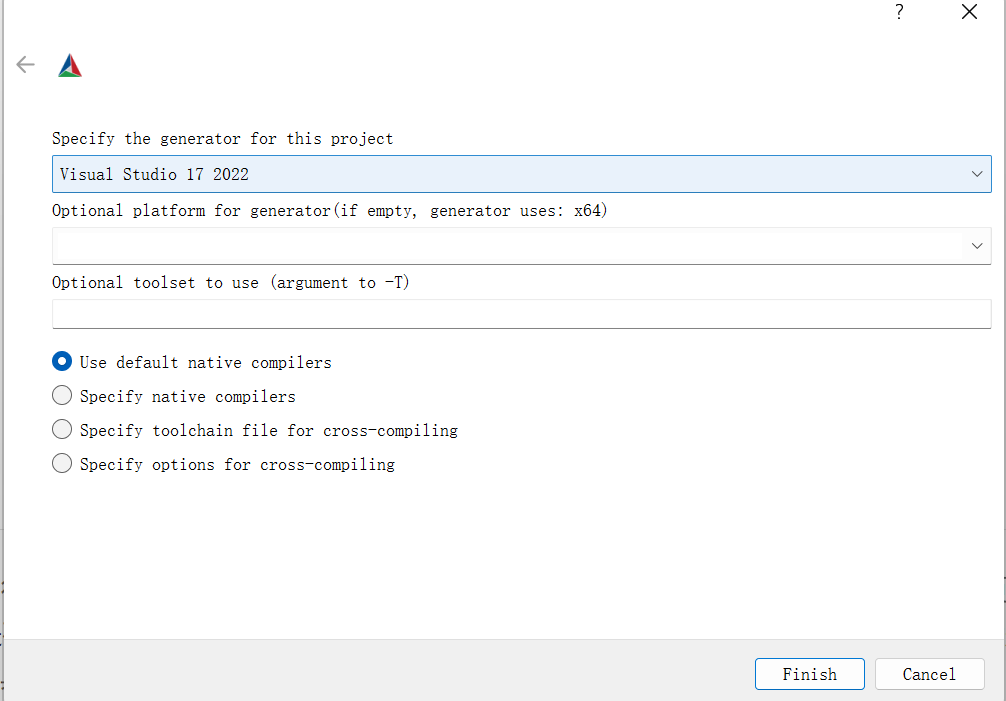 ?
Specify the generator for this project
Visual Studio 17 2022
Optional platform for generator(if empty, generator uses: x64)
Optional toolset to use (argument to -T)
Use default native compilers
Specify native compilers
Specify toolchain file for cross-compiling
Specify options for cross-compiling
Finish
Cancel